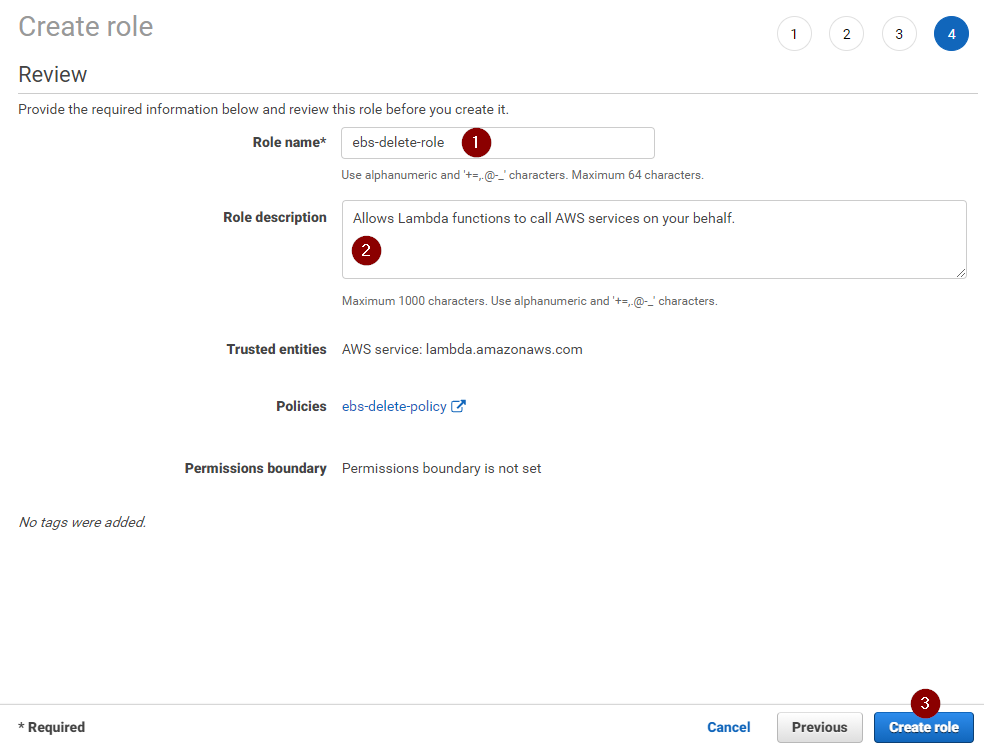 Create role
1 2 3 4
Review
Provide the required information below and review this role before you create it.
Role name* ebs-delete-role 1
Use alphanumeric and '+=,.@-_' characters. Maximum 64 characters.
Role description Allows Lambda functions to call AWS services on your behalf.
2
Maximum 1000 characters. Use alphanumeric and '+=,.@-_' characters.
Trusted entities AWS service: lambda.amazonaws.com
Policies ebs-delete-policy
Permissions boundary Permissions boundary is not set
No tags were added.
3
* Required Cancel Previous Create role